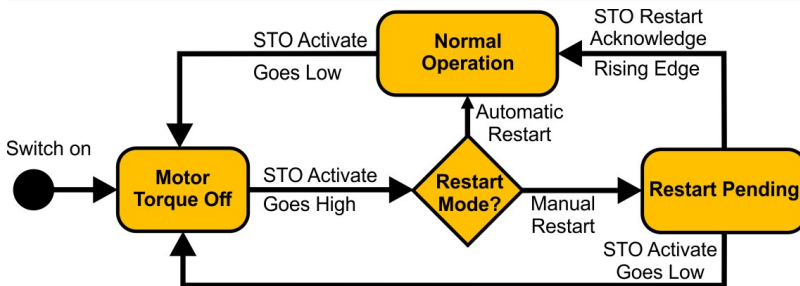 STO Activate
Goes Low
Normal
Operation
STO Restart
Acknowledge
Rising Edge
Automatic
Restart
Switch on
Motor
Torque Off
STO Activate
Goes High
Restart
Mode?
Manual
Restart
Restart Pending
STO Activate
Goes Low